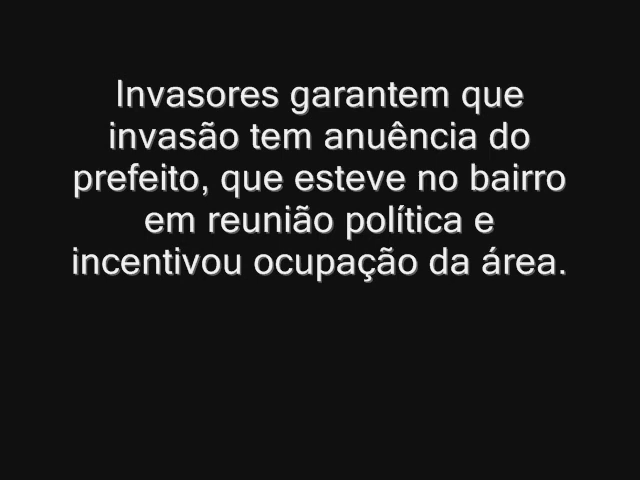 Invasores garantem que
invasão tem anuência do
prefeito, que esteve no bairro
em reunião política e
incentivou ocupação da área.